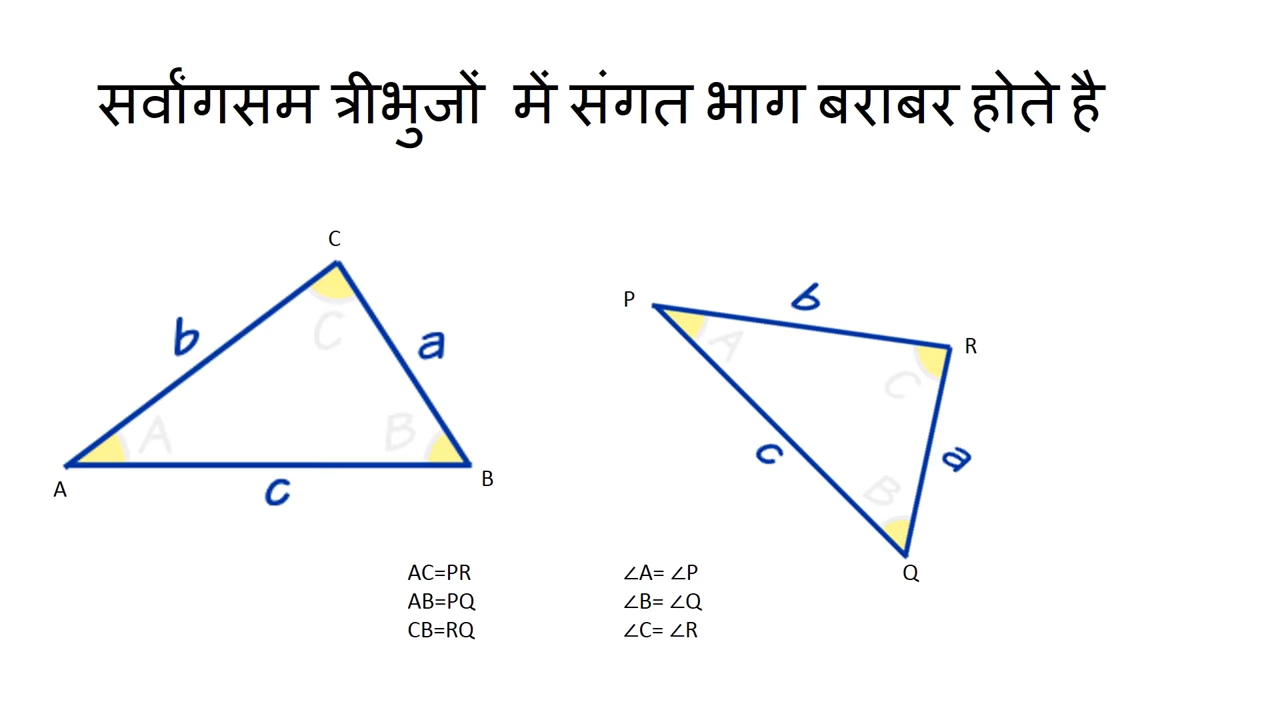 सर्वांगसम त्रीभुजों में संगत भाग बराबर होते है
C
b
a
C
A
B
A
c
B
P
b
R
A
C
c
a
B
Q
AC=PR
AB=PQ
CB=RQ
∠A= ∠P
∠B= ∠Q
∠C= ∠R